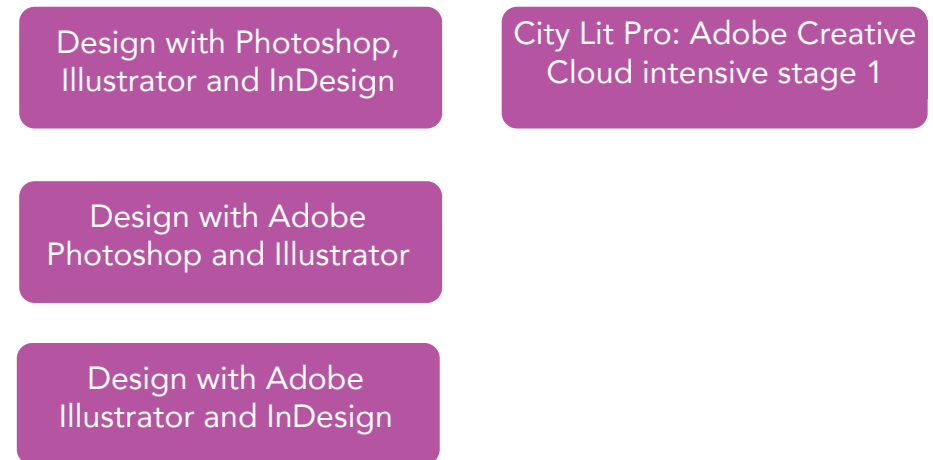 Design with Photoshop,
Illustrator and InDesign
City Lit Pro: Adobe Creative
Cloud intensive stage 1
Design with Adobe
Photoshop and Illustrator
Design with Adobe
Illustrator and InDesign